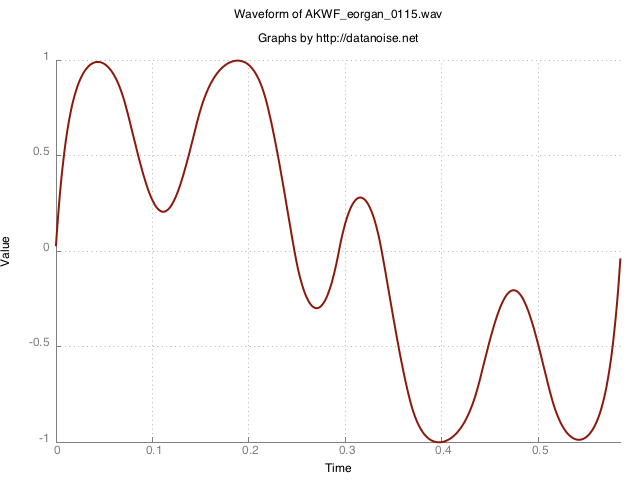 Waveform of AKWF_eorgan_0115.wav
Graphs by http://datanoise.net
1
0.5
0
-0.5
-1
Value
0
0.1
0.2
0.3
0.4
0.5
Time